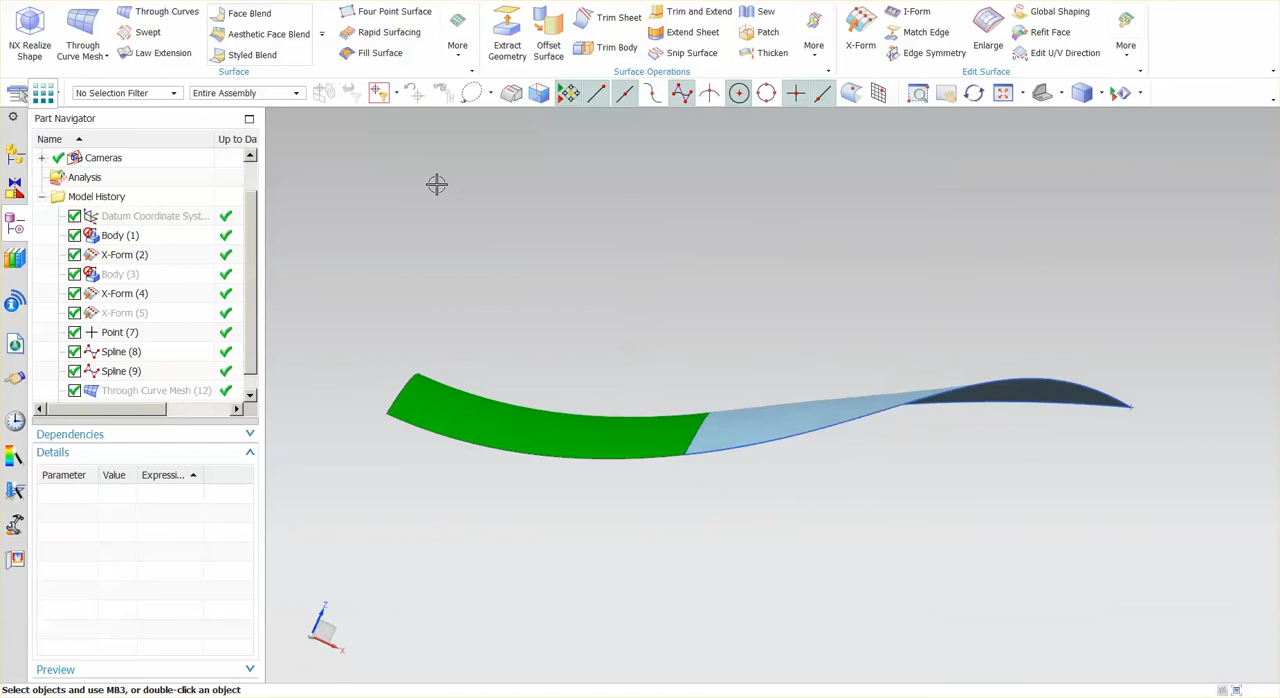 NX Realize Shape
Through Curve Mesh
Through Curves
Swept
Law Extension
Face Blend
Aesthetic Face Blend
Styled Blend
Surface
Four Point Surface
Rapid Surfacing
Fill Surface
More
Extract Geometry
Offset Surface
Trim Sheet
Trim Body
Trim and Extend
Extend Sheet
Snip Surface
Sew
Patch
Thicken
More
Surface Operations
X-Form
I-Form
Match Edge
Edge Symmetry
Enlarge
Global Shaping
Refit Face
Edit U/V Direction
More
Edit Surface
No Selection Filter
Entire Assembly
Part Navigator
Name
Up to Da
Cameras
Analysis
Model History
Datum Coordinate Syst...
Body (1)
X-Form (2)
Body (3)
X-Form (4)
X-Form (5)
Point (7)
Spline (8)
Spline (9)
Through Curve Mesh (12)
Dependencies
Details
Parameter Value Expressi...
Preview
Z
X
Select objects and use MB3, or double-click an object